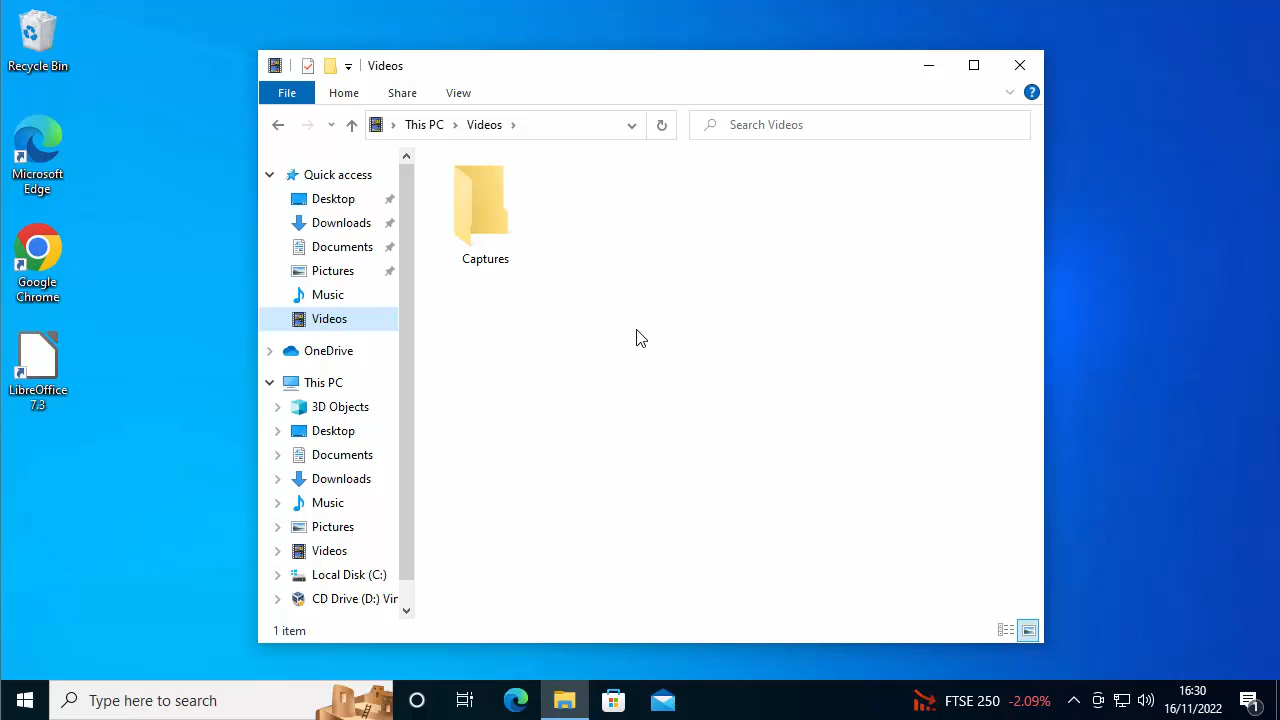 Recycle Bin
Microsoft
Edge
Google
Chrome
LibreOffice
7.3
Videos
File
Home
Share
View
This PC
Videos
Search Videos
Quick access
Desktop
Downloads
Documents
Pictures
Music
Videos
OneDrive
This PC
3D Objects
Desktop
Documents
Downloads
Music
Pictures
Videos
Local Disk (C:)
CD Drive (D:) Vir
Captures
1 item
Type here to search
FTSE 250 -2.09%
16:30
16/11/2022
1